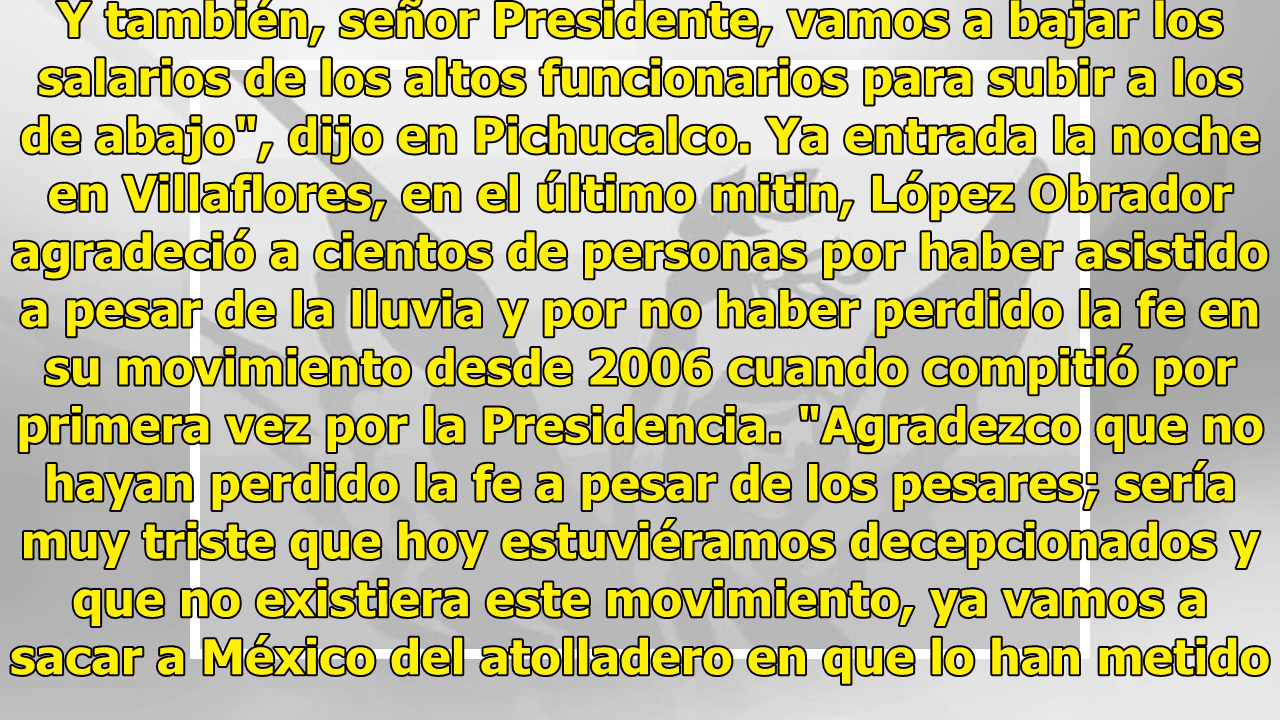 Y también, señor Presidente, vamos a bajar los
salarios de los altos funcionarios para subir a los
de abajo", dijo en Pichucalco. Ya entrada la noche
en Villaflores, en el último mitin, López Obrador
agradeció a cientos de personas por haber asistido
a pesar de la lluvia y por no haber perdido la fe en
su movimiento desde 2006 cuando compitió por
primera vez por la Presidencia. "Agradezco que no
hayan perdido la fe a pesar de los pesares; sería
muy triste que hoy estuviéramos decepcionados y
que no existiera este movimiento, ya vamos a
sacar a México del atolladero en que lo han metido